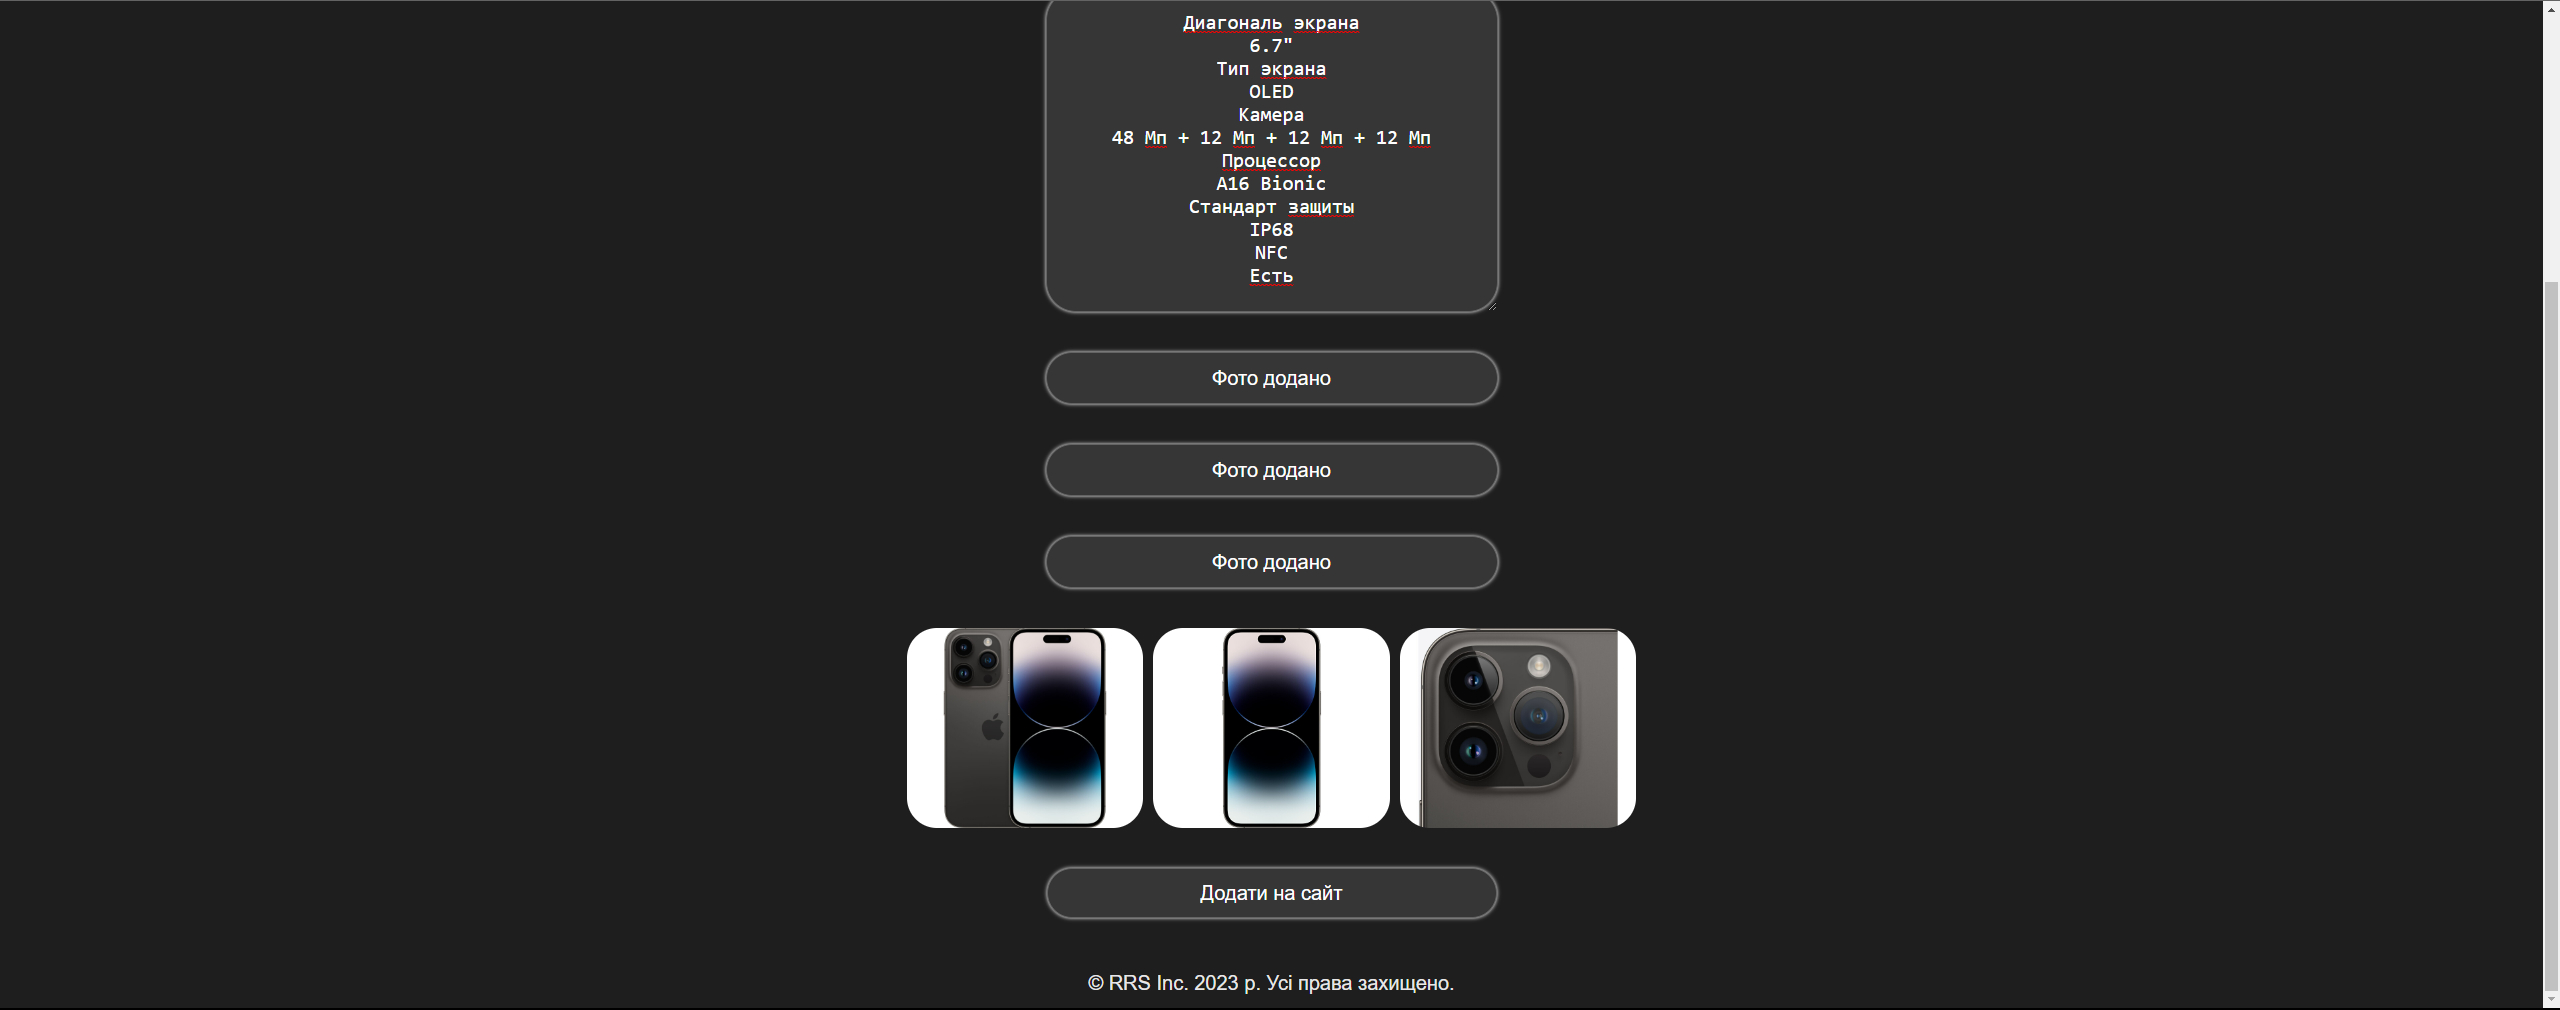 Диагональ экрана
6.7"
Тип экрана
OLED
Камера
48 Мп + 12 Мп + 12 Мп + 12 Мп
Процессор
A16 Bionic
Стандарт защиты
IP68
NFC
Есть
Фото додано
Фото додано
Фото додано
Додати на сайт
© RRS Inc. 2023 р. Усі права захищено.